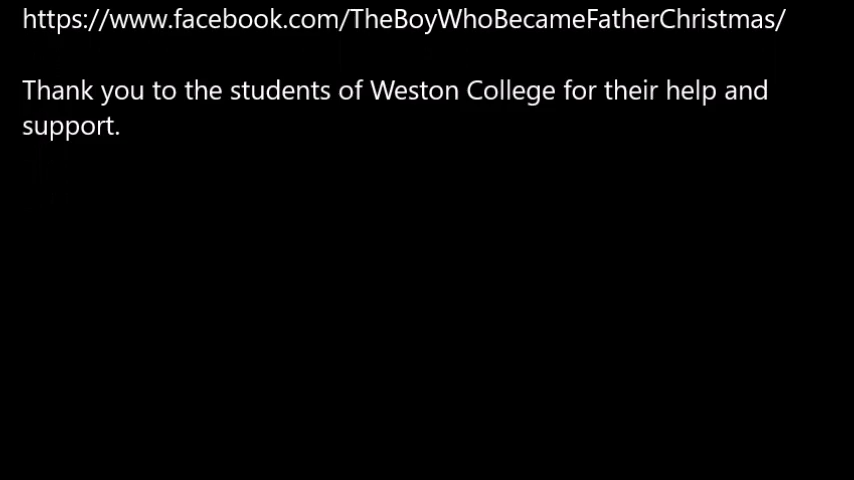 https://www.facebook.com/TheBoyWhoBecameFatherChristmas/
Thank you to the students of Weston College for their help and
support.